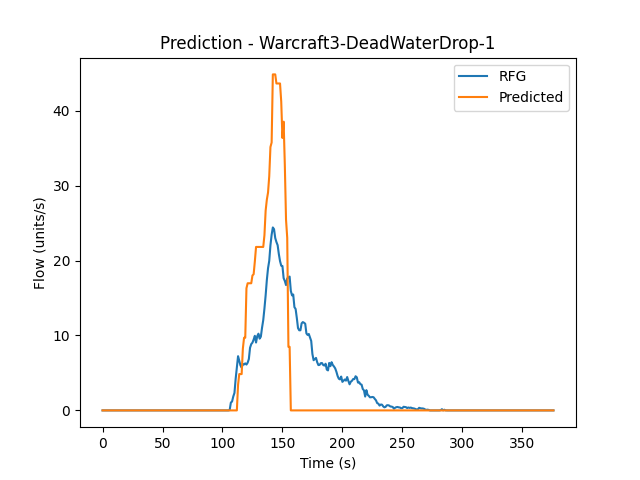 Prediction - Warcraft3-DeadWaterDrop-1
RFG
Predicted
Flow (units/s)
40
30
20
10
0
0 50 100 150 200 250 300 350
Time (s)